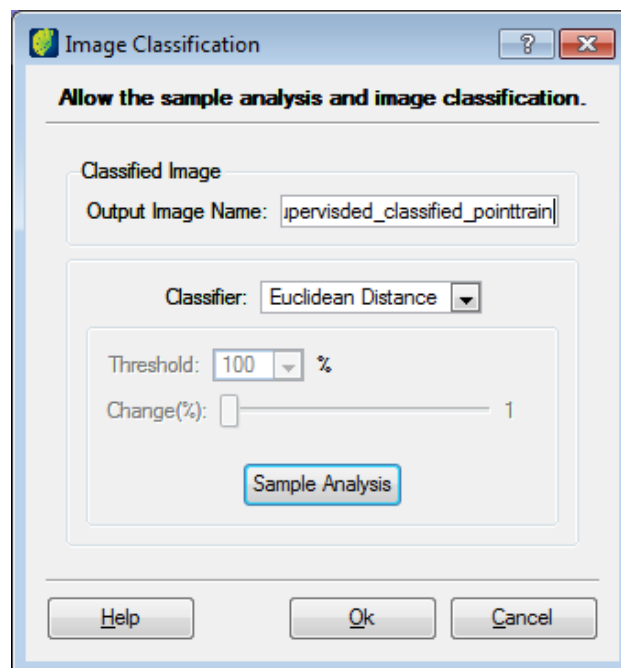 Image Classification
Allow the sample analysis and image classification.
Classified Image
Output Image Name: upervisded_classified_pointtrain
Classifier: Euclidean Distance
Threshold: 100 %
Change(%): 1
Sample Analysis
Help Ok Cancel